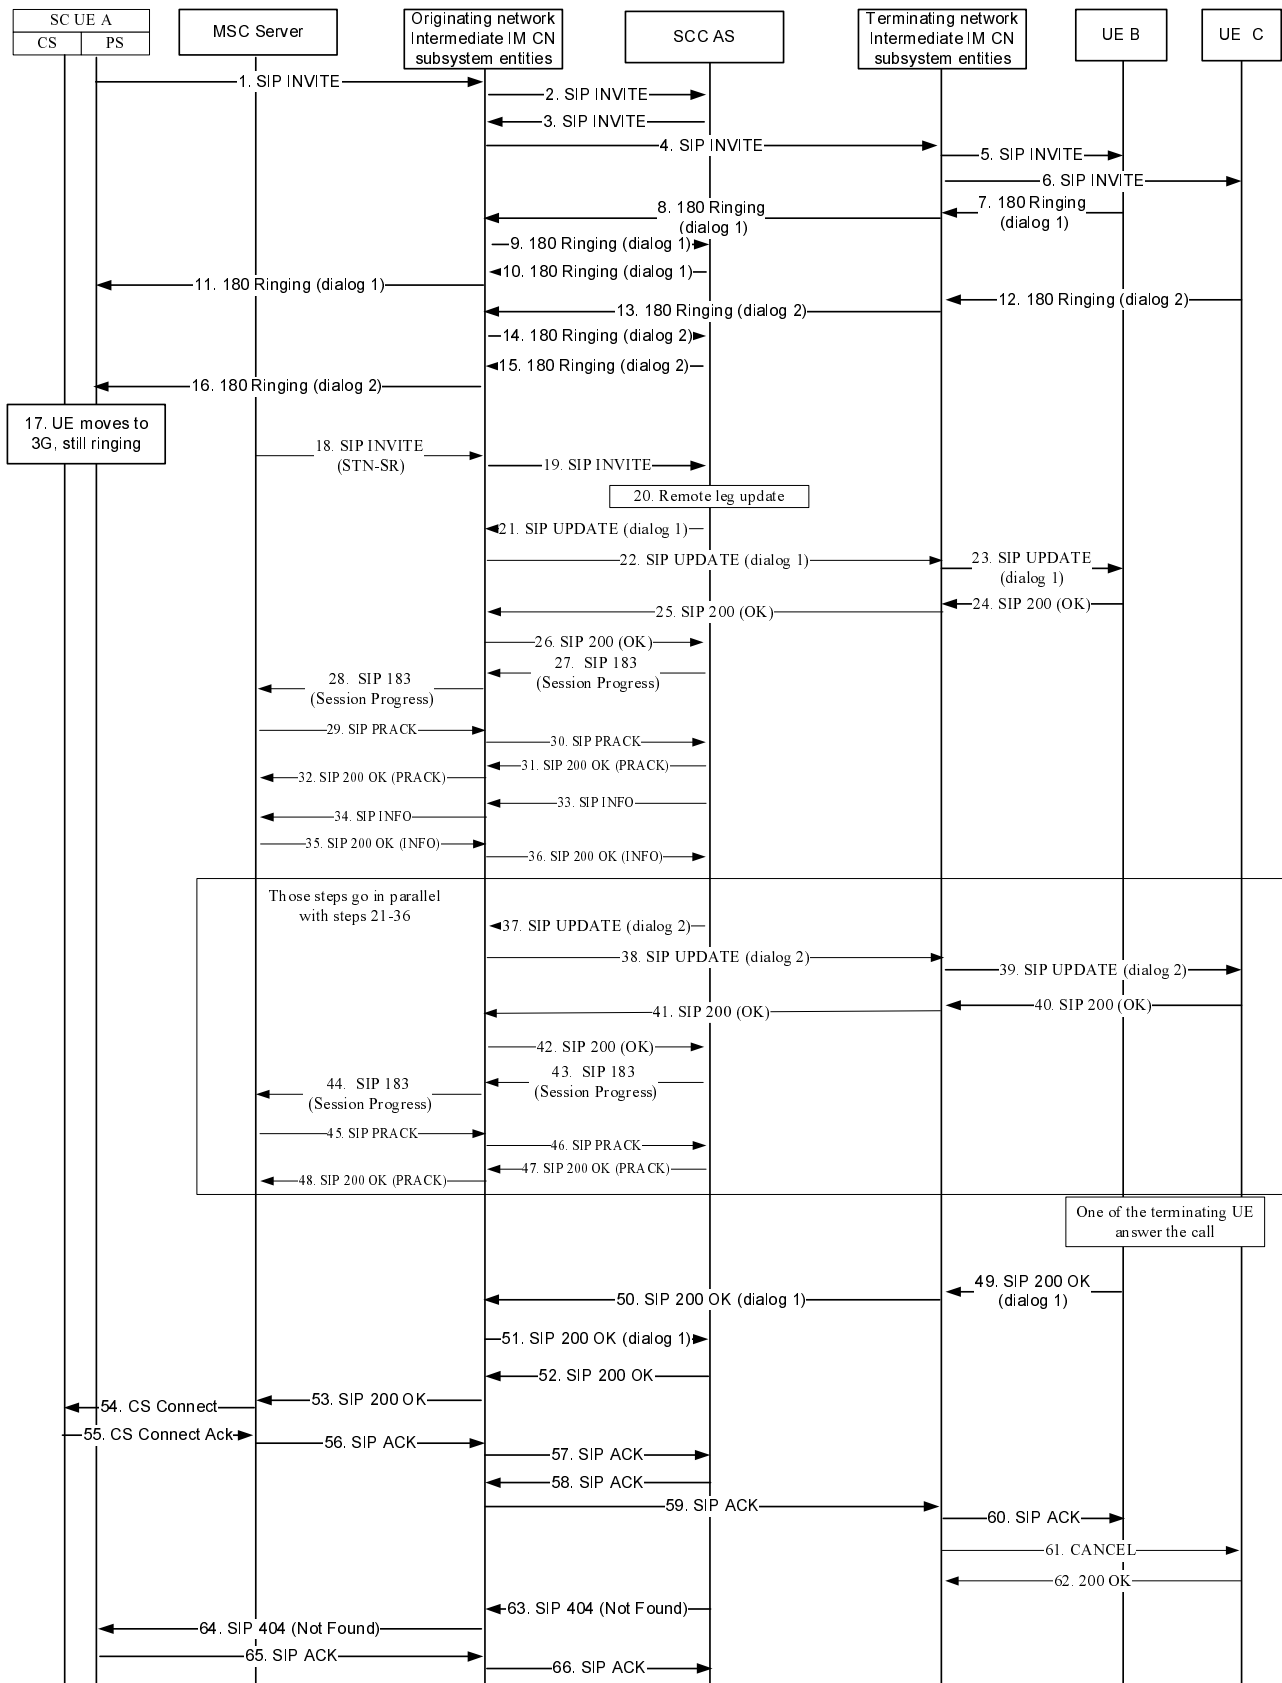 SC UE A
CS
PS
MSC Server
Originating network
Intermediate IM CN
subsystem entities
SCC AS
Terminating network
Intermediate IM CN
subsystem entities
UE B
UE C
1. SIP INVITE
2. SIP INVITE
3. SIP INVITE
4. SIP INVITE
5. SIP INVITE
6. SIP INVITE
7. 180 Ringing
(dialog 1)
8. 180 Ringing
(dialog 1)
9. 180 Ringing (dialog 1)
10. 180 Ringing (dialog 1)
11. 180 Ringing (dialog 1)
12. 180 Ringing (dialog 2)
13. 180 Ringing (dialog 2)
14. 180 Ringing (dialog 2)
15. 180 Ringing (dialog 2)
16. 180 Ringing (dialog 2)
17. UE moves to
3G, still ringing
18. SIP INVITE
(STN-SR)
19. SIP INVITE
20. Remote leg update
21. SIP UPDATE (dialog 1)
22. SIP UPDATE (dialog 1)
23. SIP UPDATE
(dialog 1)
24. SIP 200 (OK)
25. SIP 200 (OK)
26. SIP 200 (OK)
27. SIP 183
(Session Progress)
28. SIP 183
(Session Progress)
29. SIP PRACK
30. SIP PRACK
31. SIP 200 OK (PRACK)
32. SIP 200 OK (PRACK)
33. SIP INFO
34. SIP INFO
35. SIP 200 OK (INFO)
36. SIP 200 OK (INFO)
Those steps go in parallel
with steps 21-36
37. SIP UPDATE (dialog 2)
38. SIP UPDATE (dialog 2)
39. SIP UPDATE (dialog 2)
40. SIP 200 (OK)
41. SIP 200 (OK)
42. SIP 200 (OK)
43. SIP 183
(Session Progress)
44. SIP 183
(Session Progress)
45. SIP PRACK
46. SIP PRACK
47. SIP 200 OK (PRACK)
48. SIP 200 OK (PRACK)
One of the terminating UE
answer the call
49. SIP 200 OK
(dialog 1)
50. SIP 200 OK (dialog 1)
51. SIP 200 OK (dialog 1)
52. SIP 200 OK
53. SIP 200 OK
54. CS Connect
55. CS Connect Ack
56. SIP ACK
57. SIP ACK
58. SIP ACK
59. SIP ACK
60. SIP ACK
61. CANCEL
62. 200 OK
63. SIP 404 (Not Found)
64. SIP 404 (Not Found)
65. SIP ACK
66. SIP ACK